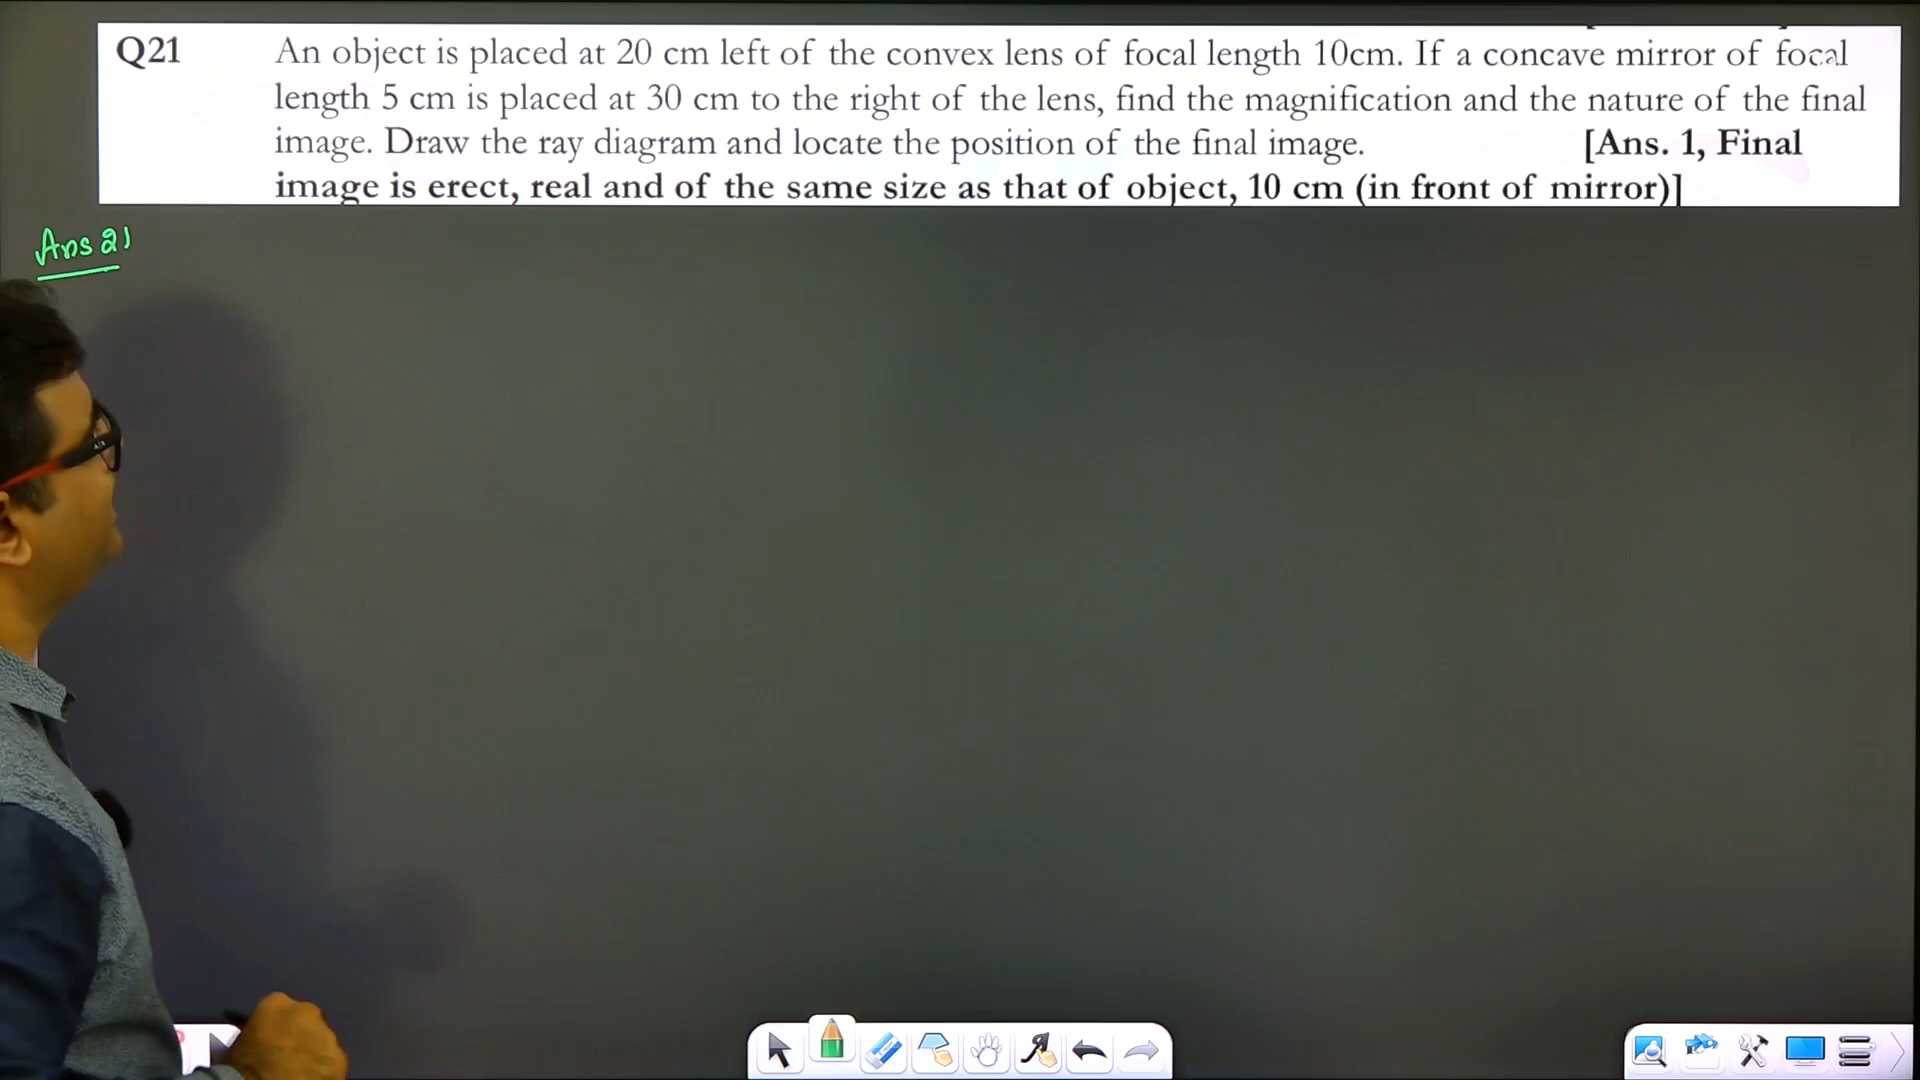 Q21 An object is placed at 20 cm left of the convex lens of focal length 10cm. If a concave mirror of focal
length 5 cm is placed at 30 cm to the right of the lens, find the magnification and the nature of the final
image. Draw the ray diagram and locate the position of the final image. [Ans. 1, Final
image is erect, real and of the same size as that of object, 10 cm (in front of mirror)]
Ans 21